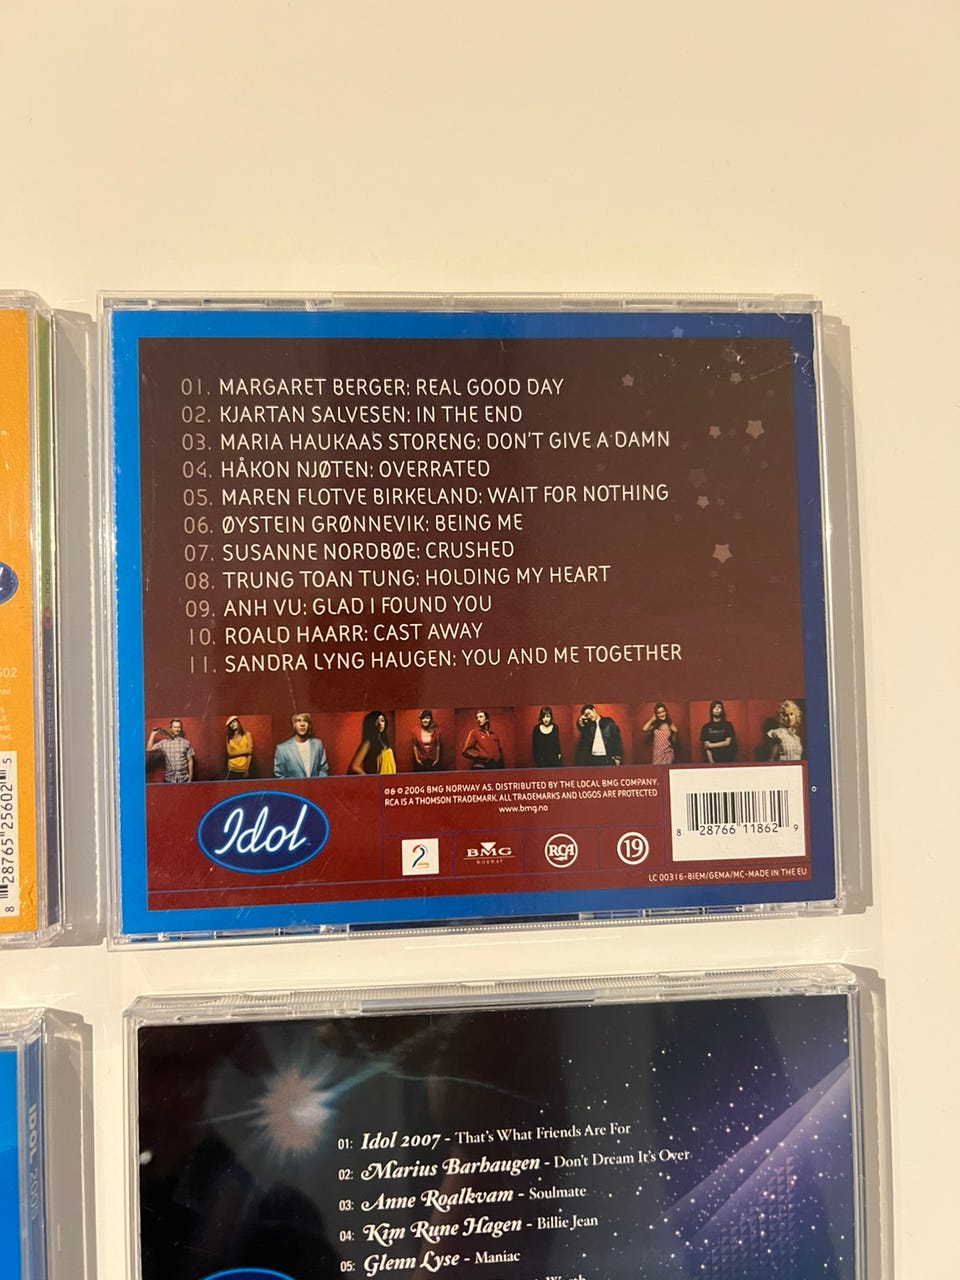 01. MARGARET BERGER: REAL GOOD DAY
02. KJARTAN SALVESEN: IN THE END
03. MARIA HAUKAAS STORENG: DON'T GIVE A DAMN
04. HÅKON NJØTEN: OVERRATED
05. MAREN FLOTVE BIRKELAND: WAIT FOR NOTHING
06. ØYSTEIN GRØNNEVIK: BEING ME
07. SUSANNE NORDBØE: CRUSHED
08. TRUNG TOAN TUNG: HOLDING MY HEART
09. ANH VU: GLAD I FOUND YOU
10. ROALD HAARR: CAST AWAY
11. SANDRA LYNG HAUGEN: YOU AND ME TOGETHER
Idol
℗& © 2004 BMG NORWAY AS. DISTRIBUTED BY THE LOCAL BMG COMPANY.
RCA IS A THOMSON TRADEMARK. ALL TRADEMARKS AND LOGOS ARE PROTECTED
www.bmg.no
2
BMG
NORWAY
RCA
19
8 28766 11862 9
LC 00316-BIEM/GEMA/MC-MADE IN THE EU
8 28765 25602 5
01: Idol 2007 - That's What Friends Are For
02: Marius Barhaugen - Don't Dream It's Over
03: Anne Roalkvam - Soulmate
04: Kim Rune Hagen - Billie Jean
05: Glenn Lyse - Maniac